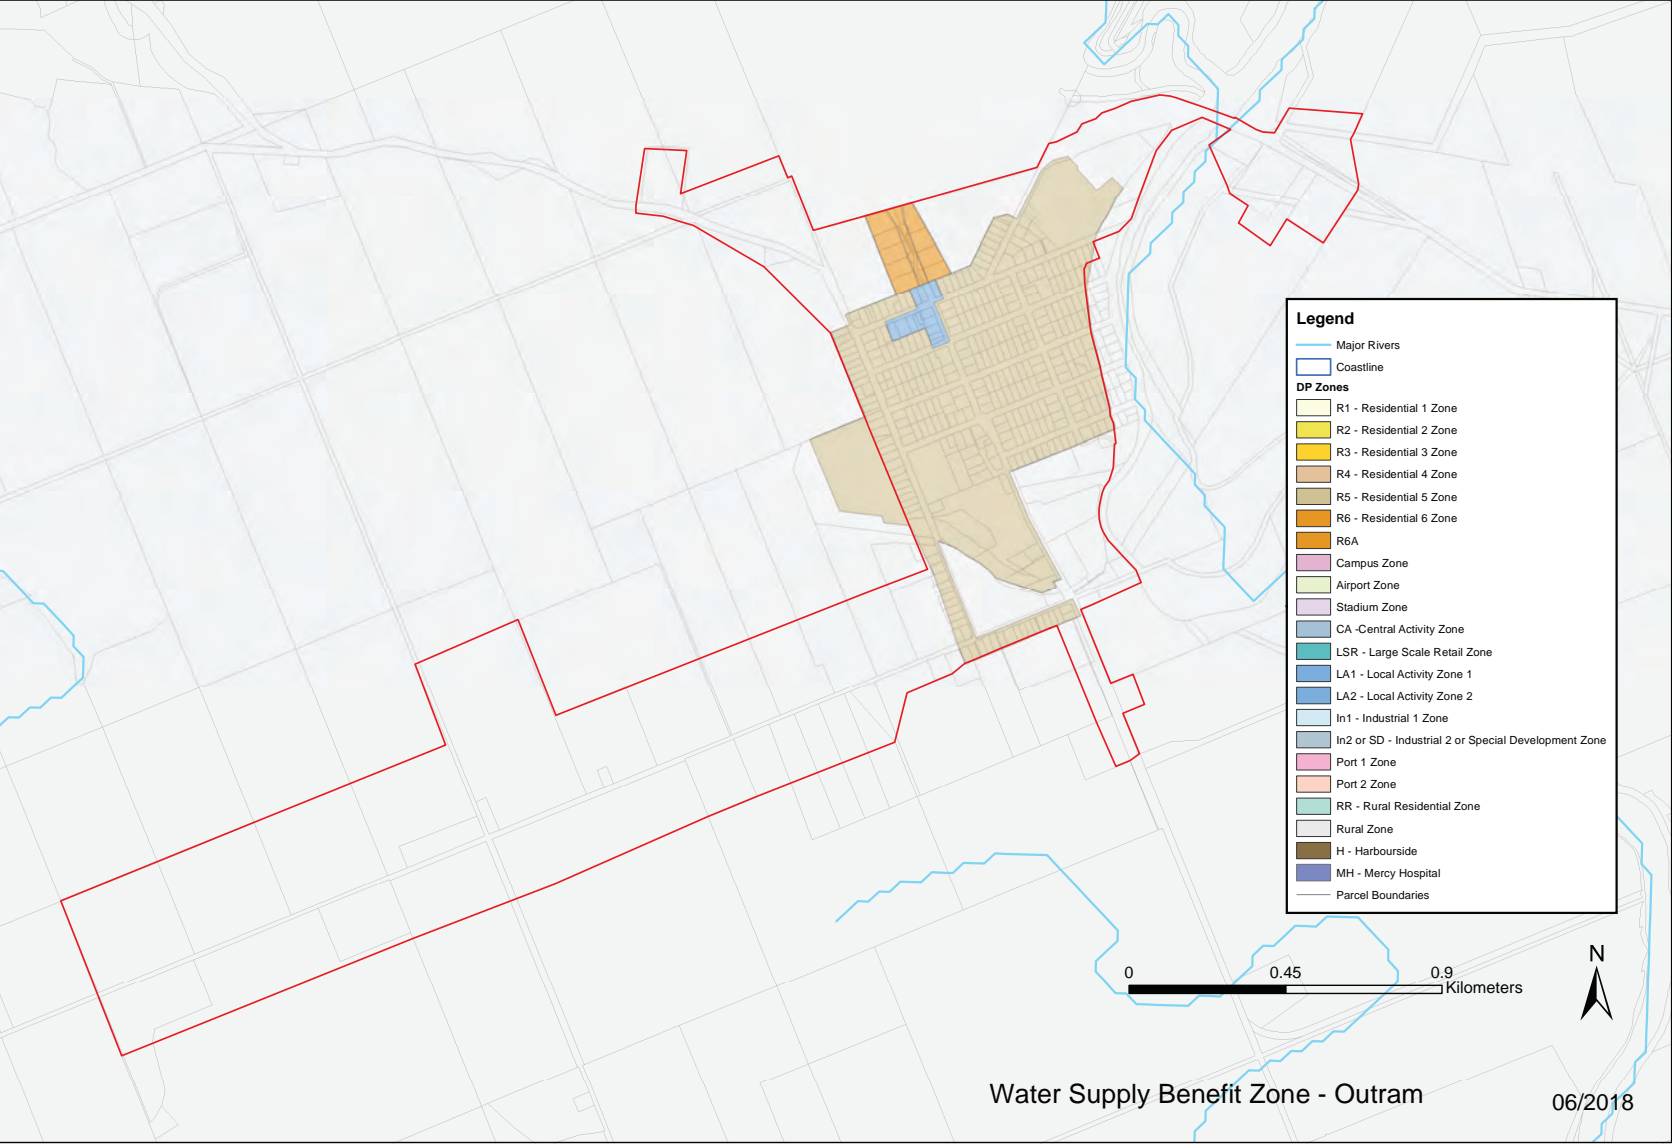 Legend
Major Rivers
Coastline
DP Zones
R1 - Residential 1 Zone
R2 - Residential 2 Zone
R3 - Residential 3 Zone
R4 - Residential 4 Zone
R5 - Residential 5 Zone
R6 - Residential 6 Zone
R6A
Campus Zone
Airport Zone
Stadium Zone
CA -Central Activity Zone
LSR - Large Scale Retail Zone
LA1 - Local Activity Zone 1
LA2 - Local Activity Zone 2
In1 - Industrial 1 Zone
In2 or SD - Industrial 2 or Special Development Zone
Port 1 Zone
Port 2 Zone
RR - Rural Residential Zone
Rural Zone
H - Harbourside
MH - Mercy Hospital
Parcel Boundaries
N
0 0.45 0.9
Kilometers
Water Supply Benefit Zone - Outram
06/2018